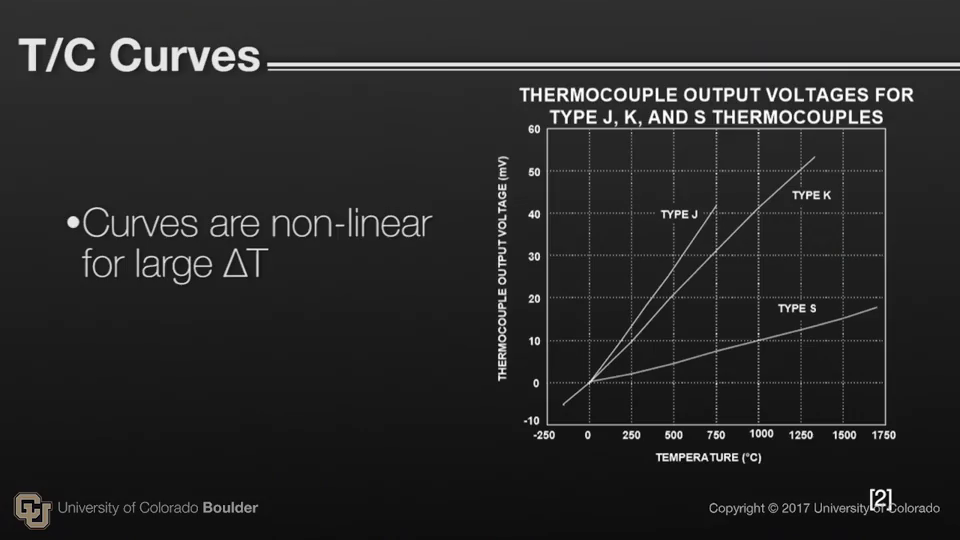 T/C Curves
THERMOCOUPLE OUTPUT VOLTAGES FOR
TYPE J, K, AND S THERMOCOUPLES
•Curves are non-linear
for large ΔT
THERMOCOUPLE OUTPUT VOLTAGE (mV)
60
50
40
30
20
10
0
-10
TYPE J
TYPE K
TYPE S
-250 0 250 500 750 1000 1250 1500 1750
TEMPERATURE (°C)
CU
University of Colorado Boulder
[2]
Copyright © 2017 University of Colorado